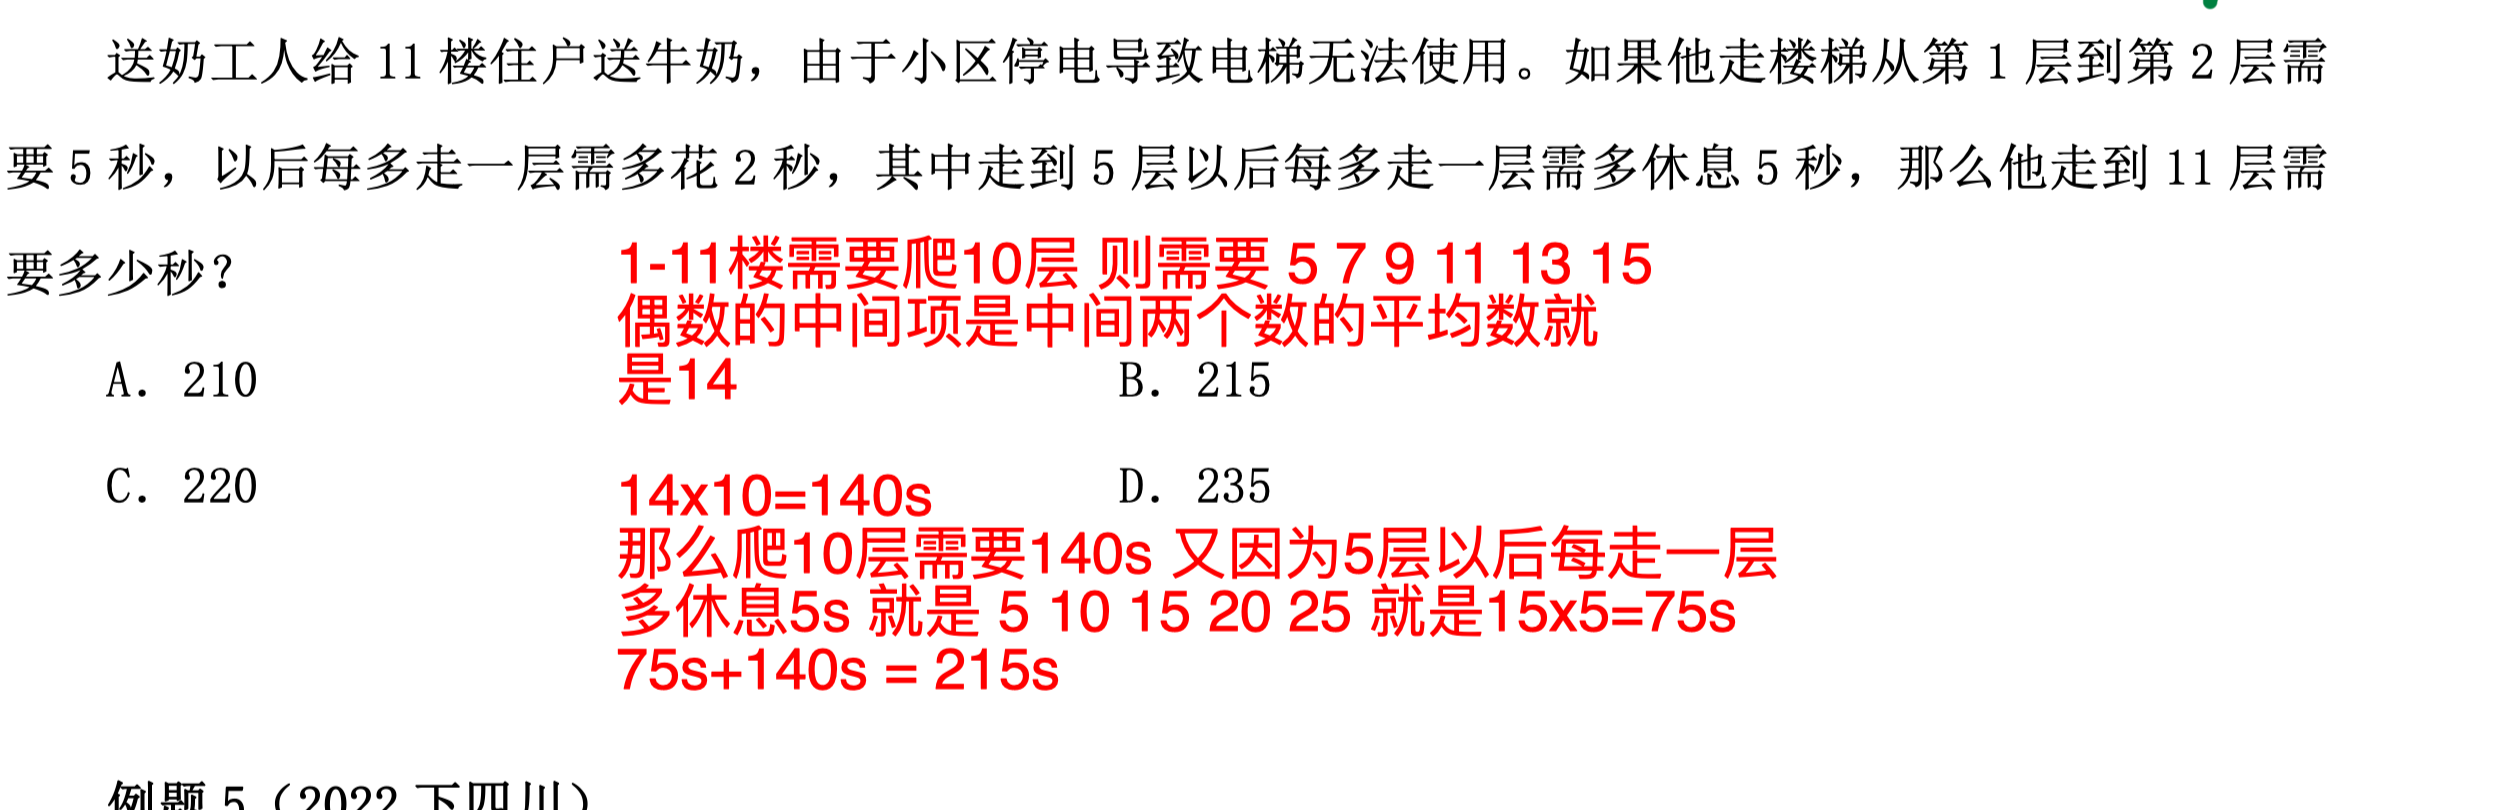 送奶工人给 11 楼住户送牛奶，由于小区停电导致电梯无法使用。如果他走楼梯从第 1 层到第 2 层需
要 5 秒，以后每多走一层需多花 2 秒，其中走到 5 层以后每多走一层需多休息 5 秒，那么他走到 11 层需
要多少秒？
1-11楼需要爬10层 则需要 5 7 9 11 13 15
偶数的中间项是中间两个数的平均数就
是14
A. 210
B. 215
C. 220
D. 235
14x10=140s
那么爬10层需要140s 又因为5层以后每走一层
多休息5s 就是 5 10 15 20 25 就是15x5=75s
75s+140s = 215s
例题 5（2022 下四川）